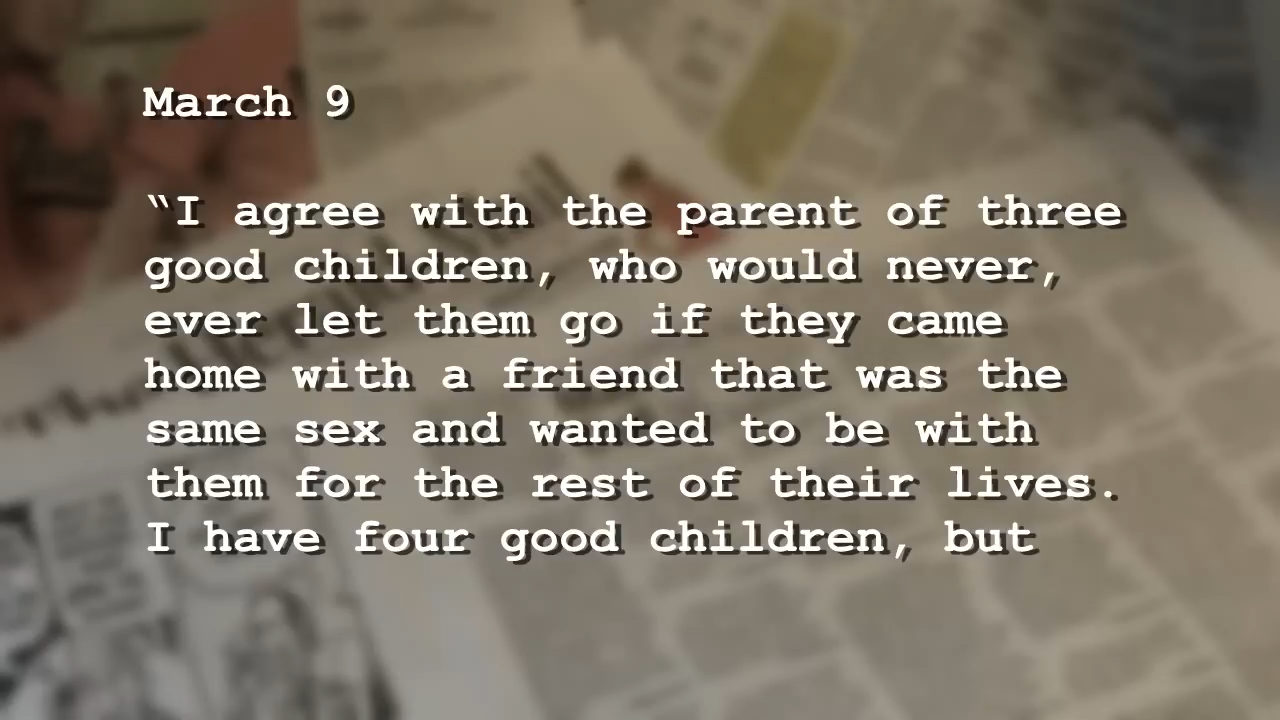 March 9
“I agree with the parent of three
good children, who would never,
ever let them go if they came
home with a friend that was the
same sex and wanted to be with
them for the rest of their lives.
I have four good children, but